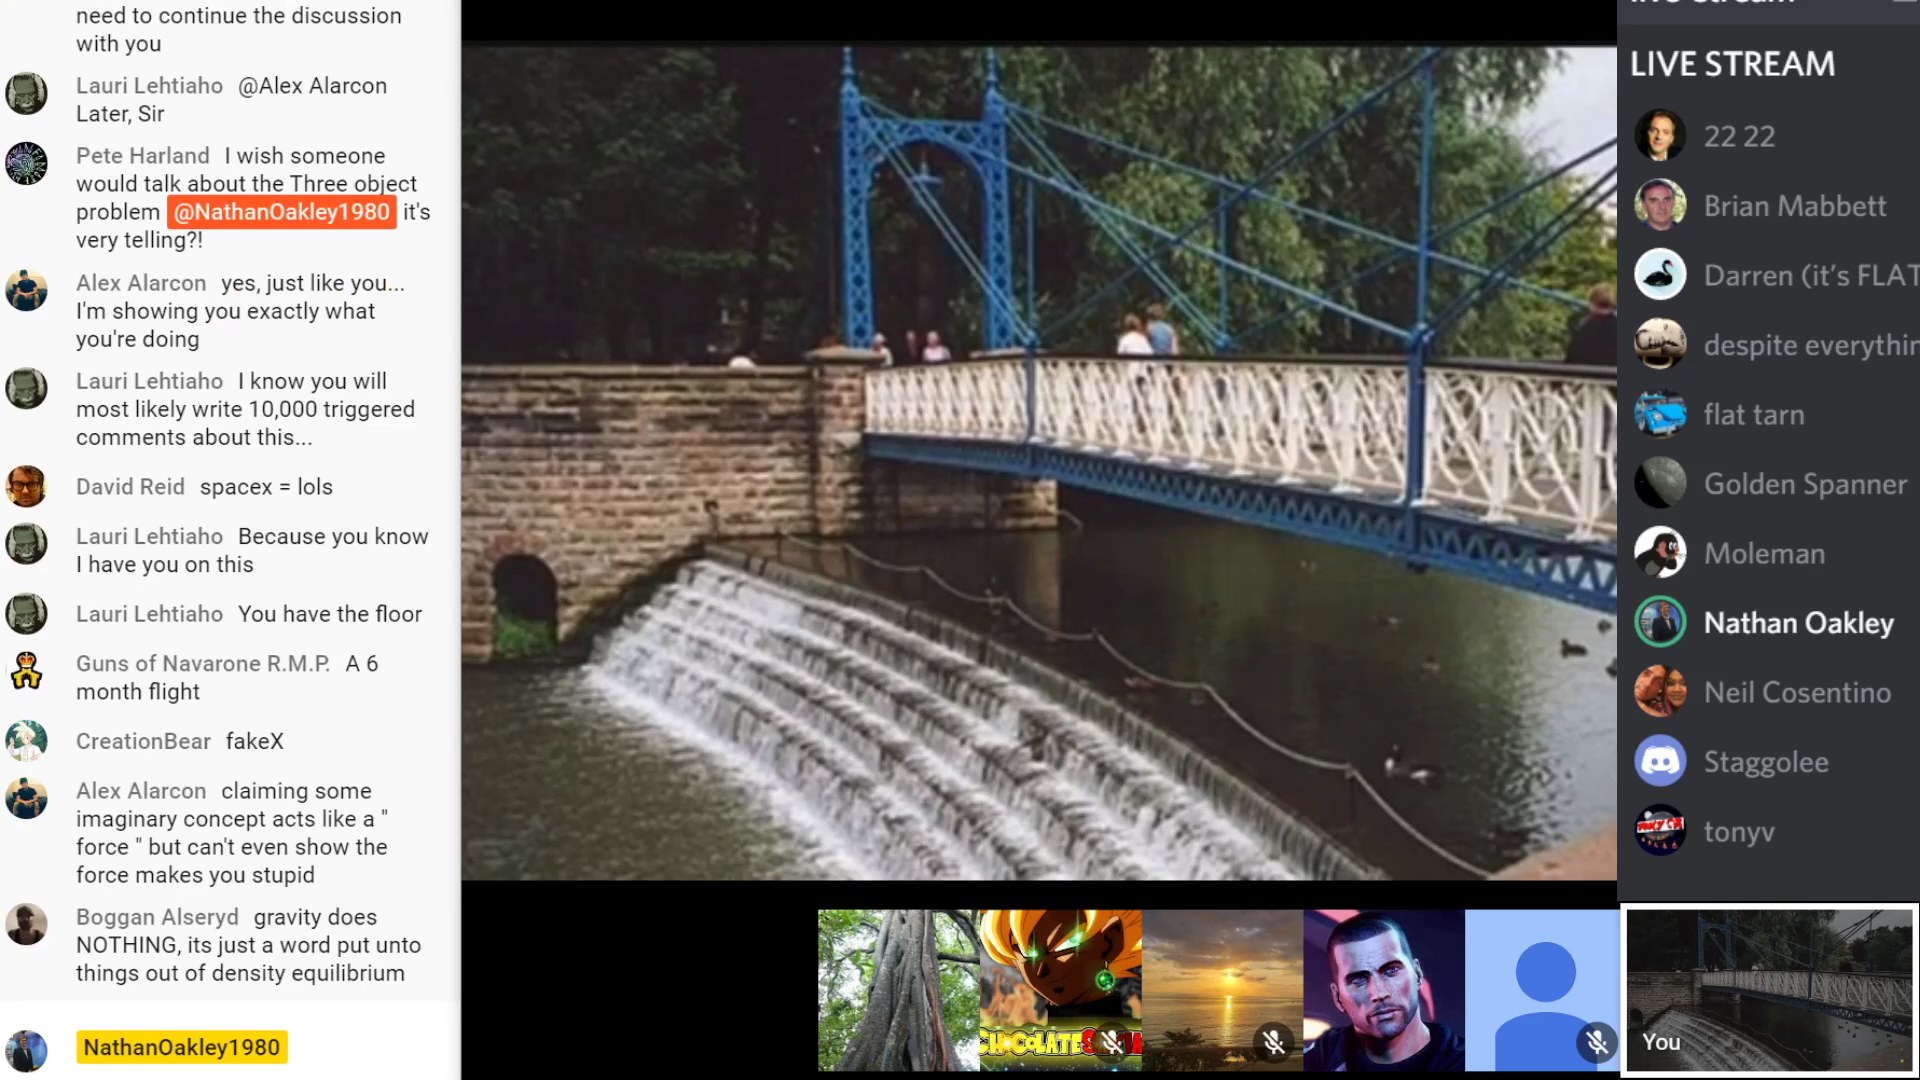 need to continue the discussion
with you
Lauri Lehtiaho @Alex Alarcon
Later, Sir
Pete Harland I wish someone
would talk about the Three object
problem @NathanOakley1980 it's
very telling?!
Alex Alarcon yes, just like you...
I'm showing you exactly what
you're doing
Lauri Lehtiaho I know you will
most likely write 10,000 triggered
comments about this...
David Reid spacex = lols
Lauri Lehtiaho Because you know
I have you on this
Lauri Lehtiaho You have the floor
Guns of Navarone R.M.P. A 6
month flight
CreationBear fakeX
Alex Alarcon claiming some
imaginary concept acts like a "
force " but can't even show the
force makes you stupid
Boggan Alseryd gravity does
NOTHING, its just a word put unto
things out of density equilibrium
NathanOakley1980
LIVE STREAM
22 22
Brian Mabbett
Darren (it's FLAT
despite everythin
flat tarn
Golden Spanner
Moleman
Nathan Oakley
Neil Cosentino
Staggolee
tonyv
You